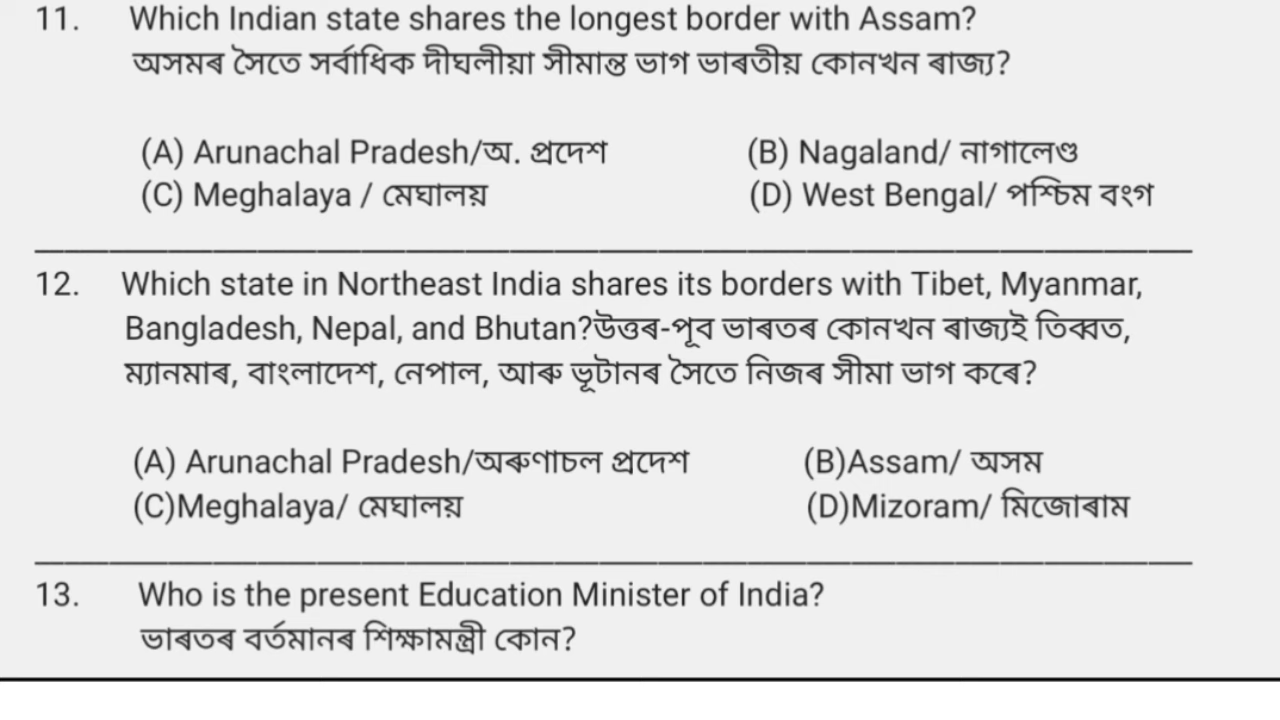 11. Which Indian state shares the longest border with Assam?
অসমৰ সৈতে সৰ্বাধিক দীঘলীয়া সীমান্ত ভাগ ভাৰতীয় কোনখন ৰাজ্য?
(A) Arunachal Pradesh/অ. প্ৰদেশ (B) Nagaland/ নাগালেণ্ড
(C) Meghalaya / মেঘালয় (D) West Bengal/ পশ্চিম বংগ
12. Which state in Northeast India shares its borders with Tibet, Myanmar,
Bangladesh, Nepal, and Bhutan?উত্তৰ-পূব ভাৰতৰ কোনখন ৰাজ্যই তিব্বত,
ম্যানমাৰ, বাংলাদেশ, নেপাল, আৰু ভূটানৰ সৈতে নিজৰ সীমা ভাগ কৰে?
(A) Arunachal Pradesh/অৰুণাচল প্ৰদেশ (B)Assam/ অসম
(C)Meghalaya/ মেঘালয় (D)Mizoram/ মিজোৰাম
13. Who is the present Education Minister of India?
ভাৰতৰ বৰ্তমানৰ শিক্ষামন্ত্ৰী কোন?